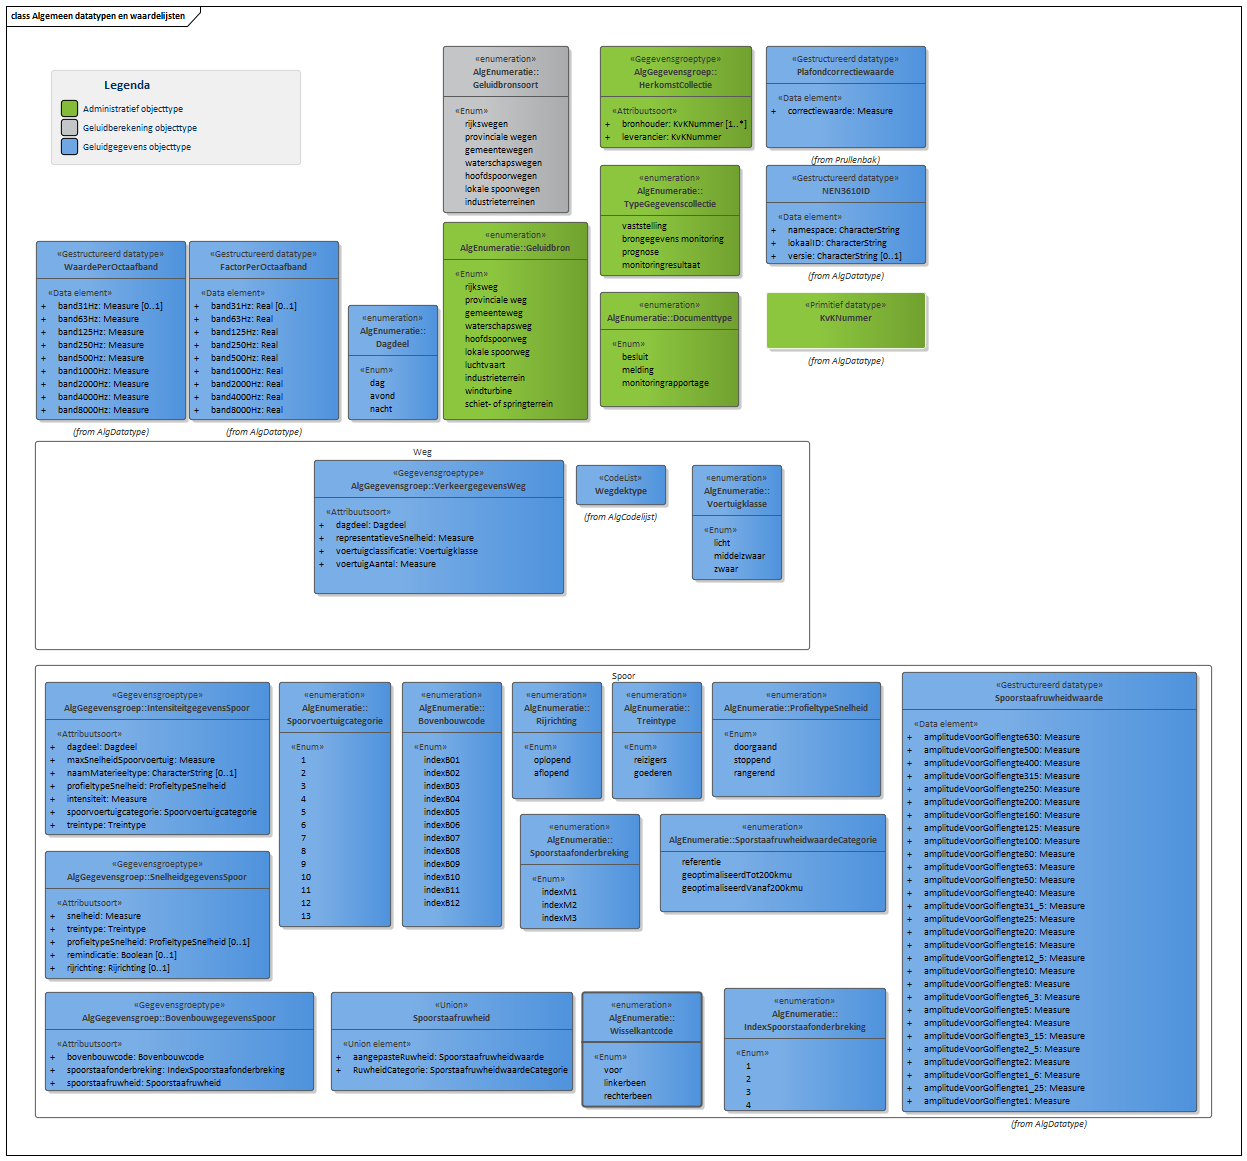 class Algemeen datatypen en waardelijsten
Legenda
Administratief objecttype
Geluidberekening objecttype
Geluidgegevens objecttype
«enumeration»
AlgEnumeratie::
Geluidbronsoort
«Enum»
rijkswegen
provinciale wegen
gemeentewegen
waterschapswegen
hoofdspoorwegen
lokale spoorwegen
industrieterreinen
«Gegevensgroeptype»
AlgGegevensgroep::
HerkomstCollectie
«Attribuutsoort»
+ bronhouder: KvKNummer [1..*]
+ leverancier: KvKNummer
«Gestructureerd datatype»
Plafondcorrectiewaarde
«Data element»
+ correctiewaarde: Measure
(from Prullenbak)
«enumeration»
AlgEnumeratie::
TypeGegevenscollectie
vaststelling
brongegevens monitoring
prognose
monitoringresultaat
«Gestructureerd datatype»
NEN3610ID
«Data element»
+ namespace: CharacterString
+ lokaalID: CharacterString
+ versie: CharacterString [0..1]
(from AlgDatatype)
«Gestructureerd datatype»
WaardePerOctaafband
«Data element»
+ band31Hz: Measure [0..1]
+ band63Hz: Measure
+ band125Hz: Measure
+ band250Hz: Measure
+ band500Hz: Measure
+ band1000Hz: Measure
+ band2000Hz: Measure
+ band4000Hz: Measure
+ band8000Hz: Measure
(from AlgDatatype)
«Gestructureerd datatype»
FactorPerOctaafband
«Data element»
+ band31Hz: Real [0..1]
+ band63Hz: Real
+ band125Hz: Real
+ band250Hz: Real
+ band500Hz: Real
+ band1000Hz: Real
+ band2000Hz: Real
+ band4000Hz: Real
+ band8000Hz: Real
(from AlgDatatype)
«enumeration»
AlgEnumeratie::
Dagdeel
«Enum»
dag
avond
nacht
«enumeration»
AlgEnumeratie::Geluidbron
«Enum»
rijksweg
provinciale weg
gemeenteweg
waterschapsweg
hoofdspoorweg
lokale spoorweg
luchtvaart
industrieterrein
windturbine
schiet- of springterrein
«enumeration»
AlgEnumeratie::Documenttype
«Enum»
besluit
melding
monitoringrapportage
«Primitief datatype»
KvKNummer
(from AlgDatatype)
Weg
«Gegevensgroeptype»
AlgGegevensgroep::VerkeergegevensWeg
«Attribuutsoort»
+ dagdeel: Dagdeel
+ representatieveSnelheid: Measure
+ voertuigclassificatie: Voertuigklasse
+ voertuigAantal: Measure
«CodeList»
Wegdektype
(from AlgCodelijst)
«enumeration»
AlgEnumeratie::
Voertuigklasse
«Enum»
licht
middelzwaar
zwaar
Spoor
«Gegevensgroeptype»
AlgGegevensgroep::IntensiteitgegevensSpoor
«Attribuutsoort»
+ dagdeel: Dagdeel
+ maxSnelheidSpoorvoertuig: Measure
+ naamMaterieeltype: CharacterString [0..1]
+ profieltypeSnelheid: ProfieltypeSnelheid
+ intensiteit: Measure
+ spoorvoertuigcategorie: Spoorvoertuigcategorie
+ treintype: Treintype
«enumeration»
AlgEnumeratie::
Spoorvoertuigcategorie
«Enum»
1
2
3
4
5
6
7
8
9
10
11
12
13
«enumeration»
AlgEnumeratie::
Bovenbouwcode
«Enum»
indexB01
indexB02
indexB03
indexB04
indexB05
indexB06
indexB07
indexB08
indexB09
indexB10
indexB11
indexB12
«enumeration»
AlgEnumeratie::
Rijrichting
«Enum»
oplopend
aflopend
«enumeration»
AlgEnumeratie::
Treintype
«Enum»
reizigers
goederen
«enumeration»
AlgEnumeratie::ProfieltypeSnelheid
«Enum»
doorgaand
stoppend
rangerend
«Gestructureerd datatype»
Spoorstaafruwheidwaarde
«Data element»
+ amplitudeVoorGolflengte630: Measure
+ amplitudeVoorGolflengte500: Measure
+ amplitudeVoorGolflengte400: Measure
+ amplitudeVoorGolflengte315: Measure
+ amplitudeVoorGolflengte250: Measure
+ amplitudeVoorGolflengte200: Measure
+ amplitudeVoorGolflengte160: Measure
+ amplitudeVoorGolflengte125: Measure
+ amplitudeVoorGolflengte100: Measure
+ amplitudeVoorGolflengte80: Measure
+ amplitudeVoorGolflengte63: Measure
+ amplitudeVoorGolflengte50: Measure
+ amplitudeVoorGolflengte40: Measure
+ amplitudeVoorGolflengte31_5: Measure
+ amplitudeVoorGolflengte25: Measure
+ amplitudeVoorGolflengte20: Measure
+ amplitudeVoorGolflengte16: Measure
+ amplitudeVoorGolflengte12_5: Measure
+ amplitudeVoorGolflengte10: Measure
+ amplitudeVoorGolflengte8: Measure
+ amplitudeVoorGolflengte6_3: Measure
+ amplitudeVoorGolflengte5: Measure
+ amplitudeVoorGolflengte4: Measure
+ amplitudeVoorGolflengte3_15: Measure
+ amplitudeVoorGolflengte2_5: Measure
+ amplitudeVoorGolflengte2: Measure
+ amplitudeVoorGolflengte1_6: Measure
+ amplitudeVoorGolflengte1_25: Measure
+ amplitudeVoorGolflengte1: Measure
(from AlgDatatype)
«enumeration»
AlgEnumeratie::
Spoorstaafonderbreking
«Enum»
indexM1
indexM2
indexM3
«enumeration»
AlgEnumeratie::SporstaafruwheidwaardeCategorie
referentie
geoptimaliseerdTot200kmu
geoptimaliseerdVanaf200kmu
«Gegevensgroeptype»
AlgGegevensgroep::SnelheidgegevensSpoor
«Attribuutsoort»
+ snelheid: Measure
+ treintype: Treintype
+ profieltypeSnelheid: ProfieltypeSnelheid [0..1]
+ remindicatie: Boolean [0..1]
+ rijrichting: Rijrichting [0..1]
«Gegevensgroeptype»
AlgGegevensgroep::BovenbouwgegevensSpoor
«Attribuutsoort»
+ bovenbouwcode: Bovenbouwcode
+ spoorstaafonderbreking: IndexSpoorstaafonderbreking
+ spoorstaafruwheid: Spoorstaafruwheid
«Union»
Spoorstaafruwheid
«Union element»
+ aangepasteRuwheid: Spoorstaafruwheidwaarde
+ RuwheidCategorie: SporstaafruwheidwaardeCategorie
«enumeration»
AlgEnumeratie::
Wisselkantcode
«Enum»
voor
linkerbeen
rechterbeen
«enumeration»
AlgEnumeratie::
IndexSpoorstaafonderbreking
«Enum»
1
2
3
4